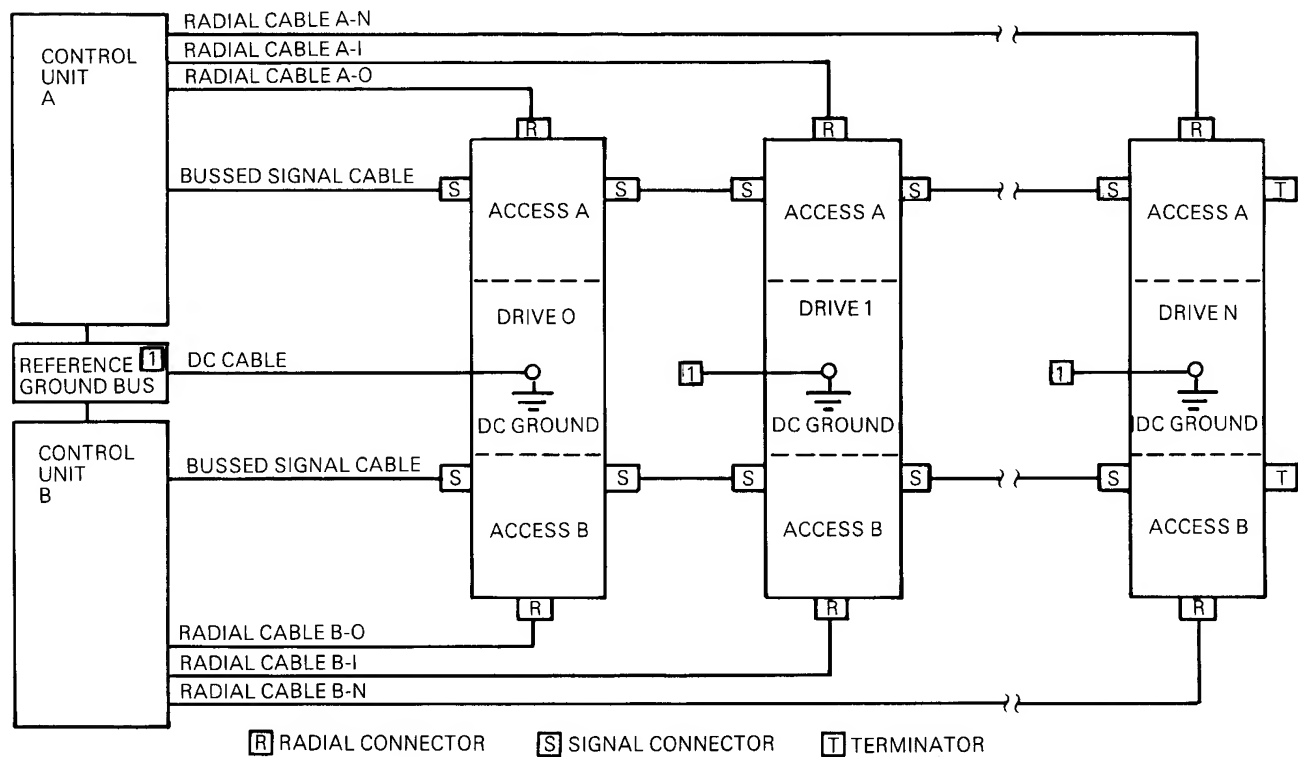 RADIAL CABLE A-N
RADIAL CABLE A-I
RADIAL CABLE A-O
CONTROL
UNIT
A
BUSSED SIGNAL CABLE
R
R
R
S
S
S
S
S
T
ACCESS A
ACCESS A
ACCESS A
DRIVE O
DRIVE 1
DRIVE N
REFERENCE 1
GROUND BUS
DC CABLE
1
1
DC GROUND
DC GROUND
DC GROUND
CONTROL
UNIT
B
BUSSED SIGNAL CABLE
S
S
S
S
S
T
ACCESS B
ACCESS B
ACCESS B
R
R
R
RADIAL CABLE B-O
RADIAL CABLE B-I
RADIAL CABLE B-N
R RADIAL CONNECTOR
S SIGNAL CONNECTOR
T TERMINATOR